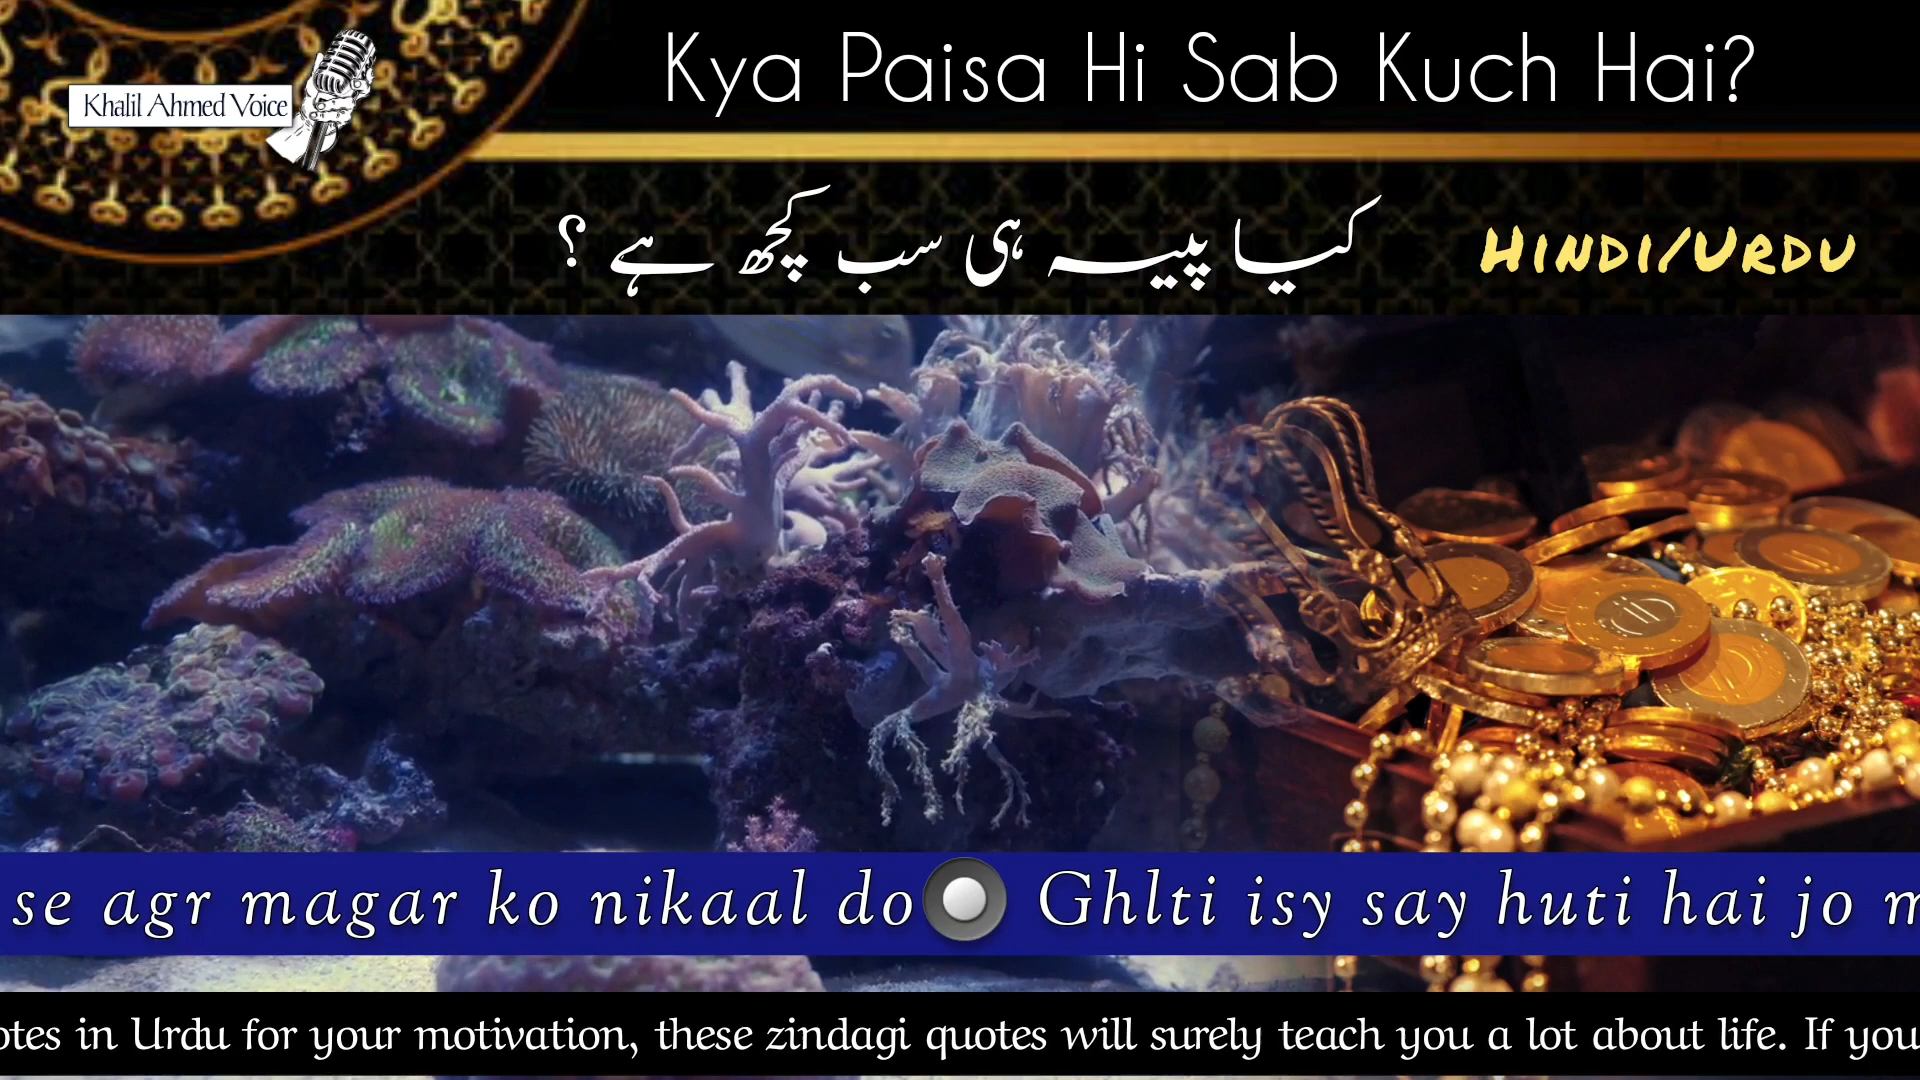 Khalil Ahmed Voice
Kya Paisa Hi Sab Kuch Hai?
کیا پیسہ ہی سب کچھ ہے ؟
Hindi/Urdu
se agr magar ko nikaal do Ghlti isy say huti hai jo m
otes in Urdu for your motivation, these zindagi quotes will surely teach you a lot about life. If you